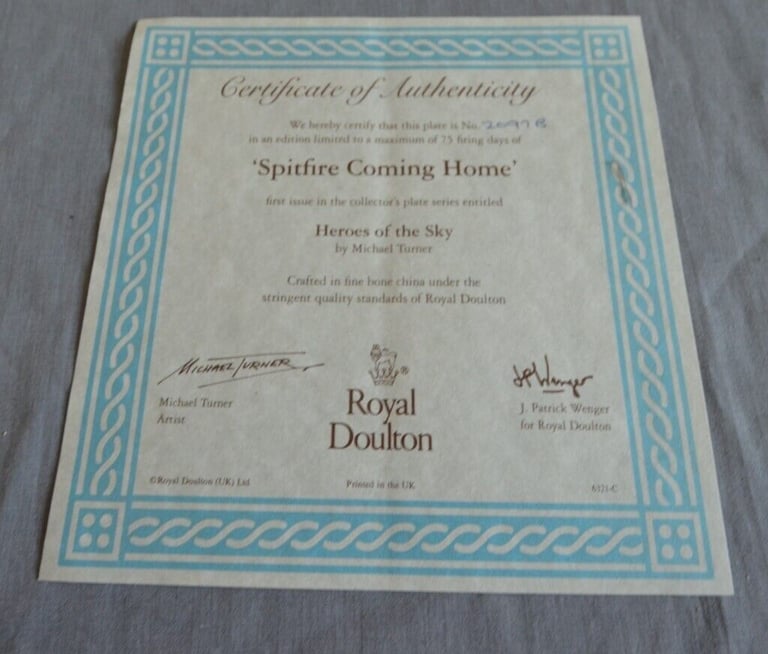 Certificate of Authenticity
We hereby certify that this plate is No. 2097 B
in an edition limited to a maximum of 75 firing days of
'Spitfire Coming Home'
first issue in the collector's plate series entitled
Heroes of the Sky
by Michael Turner
Crafted in fine bone china under the
stringent quality standards of Royal Doulton
MICHAEL TURNER
Michael Turner
Artist
®
Royal
Doulton
JPWenger
J. Patrick Wenger
for Royal Doulton
©Royal Doulton (UK) Ltd
Printed in the UK
6321-C